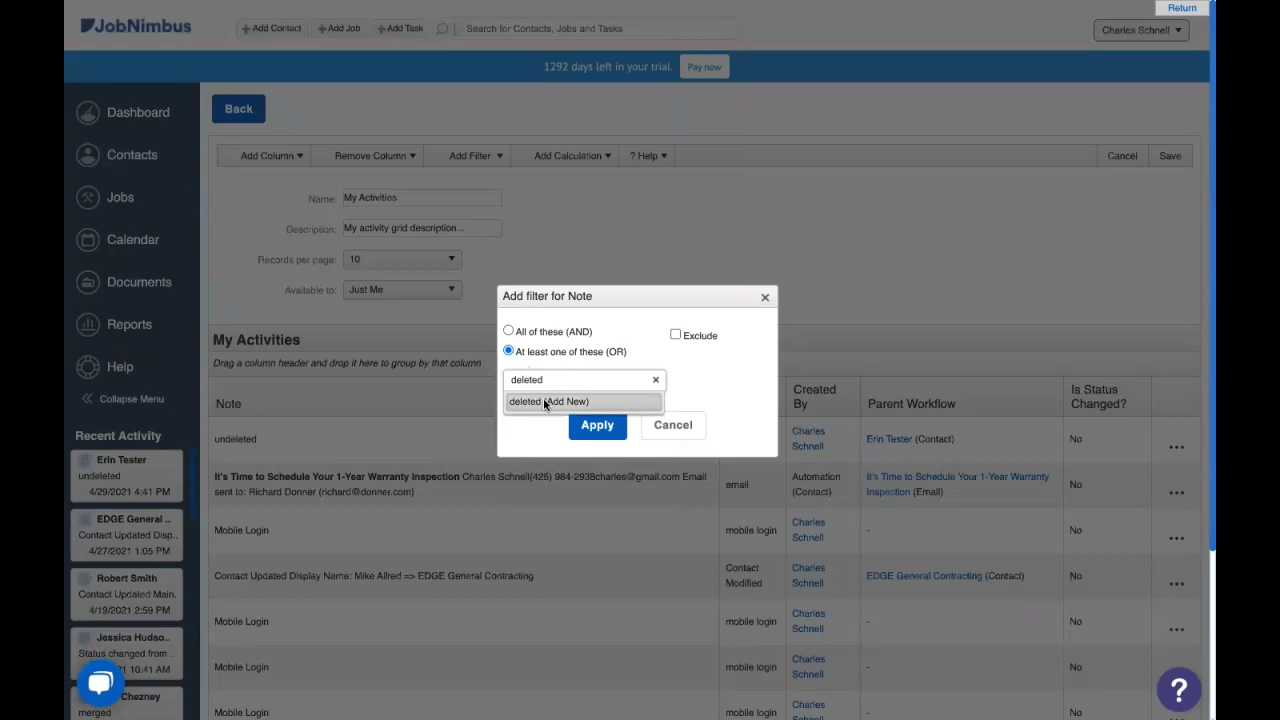 Return
JobNimbus
+ Add Contact
+ Add Job
+ Add Task
Search for Contacts, Jobs and Tasks
Charles Schnell
1292 days left in your trial.
Pay now
Dashboard
Contacts
Jobs
Calendar
Documents
Reports
Help
Collapse Menu
Recent Activity
Erin Tester
undeleted
4/29/2021 4:41 PM
EDGE General ..
Contact Updated Disp..
4/27/2021 1:05 PM
Robert Smith
Contact Updated Main.
4/19/2021 2:59 PM
Jessica Hudso..
Status changed from ..
10:41 AM
Chezney
merged
Back
Add Column
Remove Column
Add Filter
Add Calculation
? Help
Cancel
Save
Name:
My Activities
Description:
My activity grid description...
Records per page:
10
Available to:
Just Me
My Activities
Drag a column header and drop it here to group by that column
Note
Created
By
Parent Workflow
Is Status
Changed?
undeleted
Charles
Schnell
Erin Tester (Contact)
No
It's Time to Schedule Your 1-Year Warranty Inspection Charles Schnell(425) 984-2938charles@gmail.com Email
sent to: Richard Donner (richard@donner.com)
email
Automation
(Contact)
It's Time to Schedule Your 1-Year Warranty
Inspection (Email)
No
Mobile Login
mobile login
Charles
Schnell
-
No
Contact Updated Display Name: Mike Allred => EDGE General Contracting
Contact
Modified
Charles
Schnell
EDGE General Contracting (Contact)
No
Mobile Login
mobile login
Charles
Schnell
-
No
Mobile Login
mobile login
Charles
Schnell
-
No
Mobile Login
mobile login
Charles
Schnell
-
No
Add filter for Note
All of these (AND)
Exclude
At least one of these (OR)
deleted
deleted (Add New)
Apply
Cancel
?